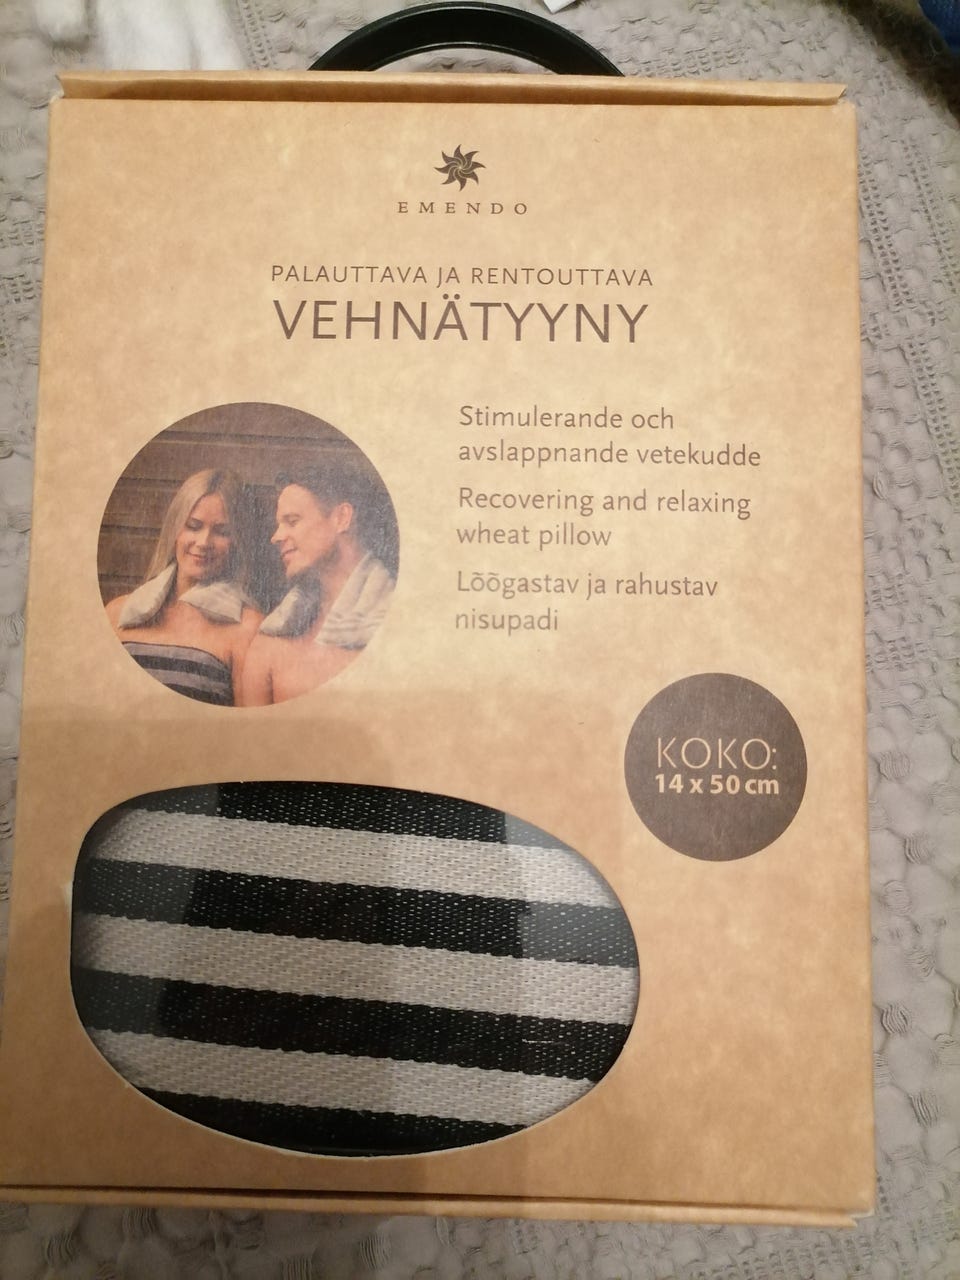 EMENDO
PALAUTTAVA JA RENTOUTTAVA
VEHNÄTYYNY
Stimulerande och
avslappnande vetekudde
Recovering and relaxing
wheat pillow
Lõõgastav ja rahustav
nisupadi
KOKO:
14 x 50 cm